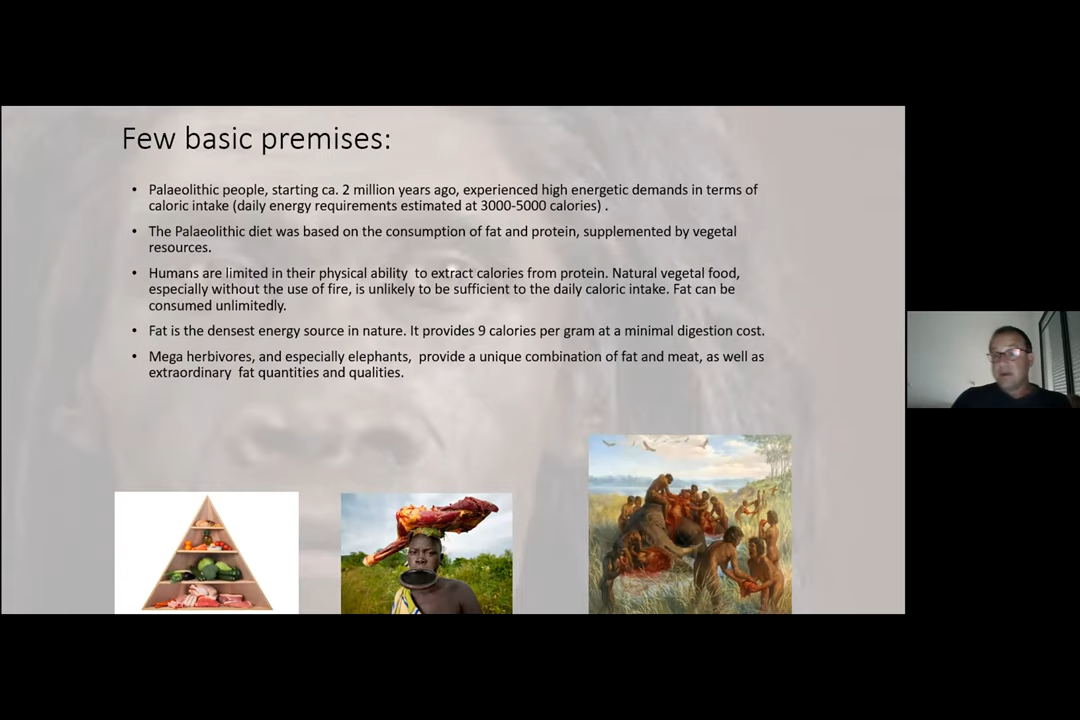 Few basic premises:
• Palaeolithic people, starting ca. 2 million years ago, experienced high energetic demands in terms of
caloric intake (daily energy requirements estimated at 3000-5000 calories) .
• The Palaeolithic diet was based on the consumption of fat and protein, supplemented by vegetal
resources.
• Humans are limited in their physical ability  to extract calories from protein. Natural vegetal food,
especially without the use of fire, is unlikely to be sufficient to the daily caloric intake. Fat can be
consumed unlimitedly.
• Fat is the densest energy source in nature. It provides 9 calories per gram at a minimal digestion cost.
• Mega herbivores, and especially elephants,  provide a unique combination of fat and meat, as well as
extraordinary  fat quantities and qualities.